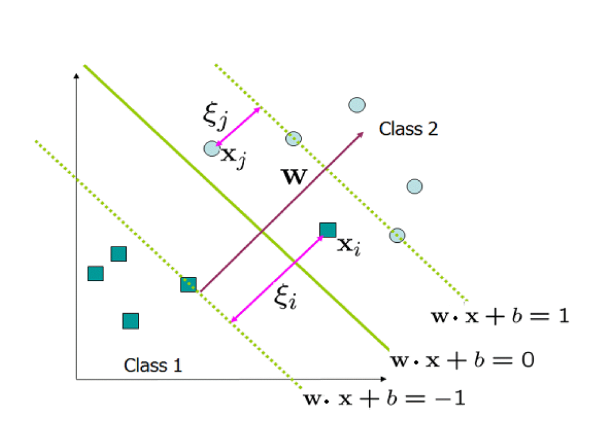 ξⱼ
Class 2
xⱼ
w
xᵢ
ξᵢ
w · x + b = 1
Class 1
w · x + b = 0
w · x + b = −1